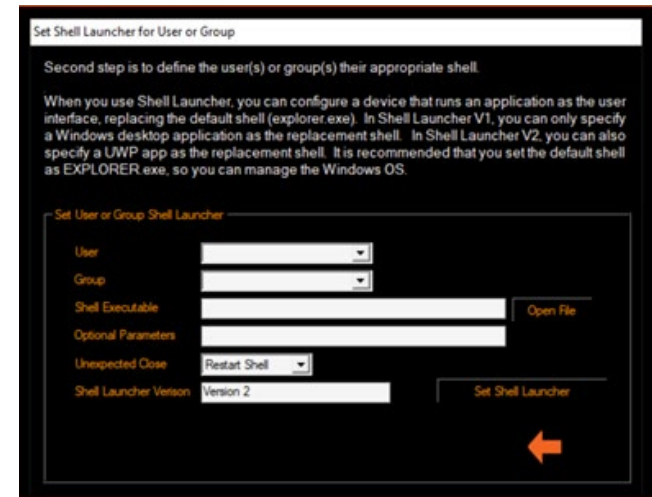 Set Shell Launcher for User or Group
Second step is to define the user(s) or group(s) their appropriate shell.
When you use Shell Launcher, you can configure a device that runs an application as the user
interface, replacing the default shell (explorer.exe). In Shell Launcher V1, you can only specify
a Windows desktop application as the replacement shell. In Shell Launcher V2, you can also
specify a UWP app as the replacement shell. It is recommended that you set the default shell
as EXPLORER.exe, so you can manage the Windows OS.
Set User or Group Shell Launcher
User
Group
Shell Executable
Open File
Optional Parameters
Unexpected Close Restart Shell
Shell Launcher Verison Version 2
Set Shell Launcher